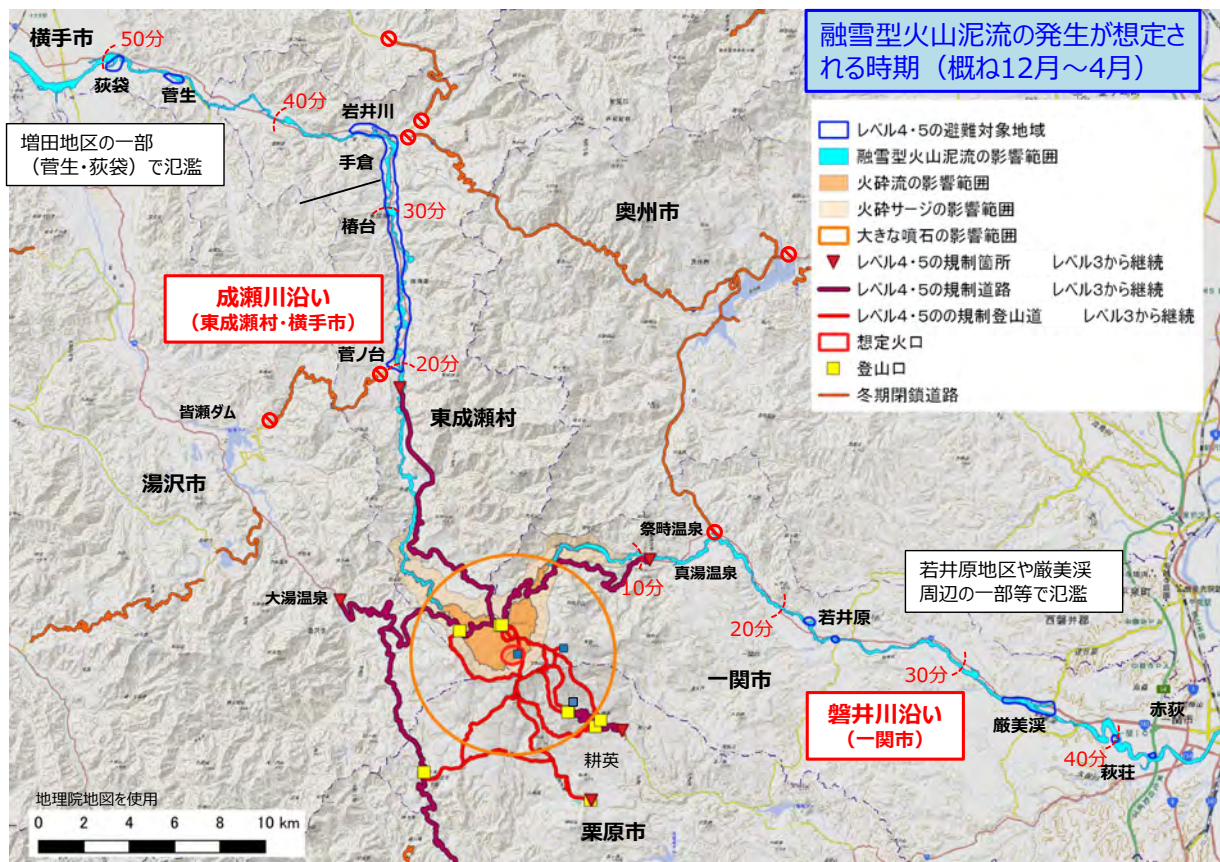 融雪型火山泥流の発生が想定さ
れる時期（概ね12月～4月）
レベル4・5の避難対象地域
融雪型火山泥流の影響範囲
火砕流の影響範囲
火砕サージの影響範囲
大きな噴石の影響範囲
レベル4・5の規制箇所 レベル3から継続
レベル4・5の規制道路 レベル3から継続
レベル4・5のの規制登山道 レベル3から継続
想定火口
登山口
冬期閉鎖道路
横手市
50分
荻袋
菅生
40分
岩井川
増田地区の一部
（菅生・荻袋）で氾濫
手倉
30分
椿台
奥州市
成瀬川沿い
（東成瀬村・横手市）
菅ノ台
20分
皆瀬ダム
東成瀬村
湯沢市
祭畤温泉
真湯温泉
10分
大湯温泉
若井原地区や厳美渓
周辺の一部等で氾濫
西磐井郡
20分
若井原
一関市
30分
磐井川沿い
（一関市）
厳美渓
赤荻
一関市
40分
萩荘
耕英
栗原市
地理院地図を使用
0 2 4 6 8 10 km